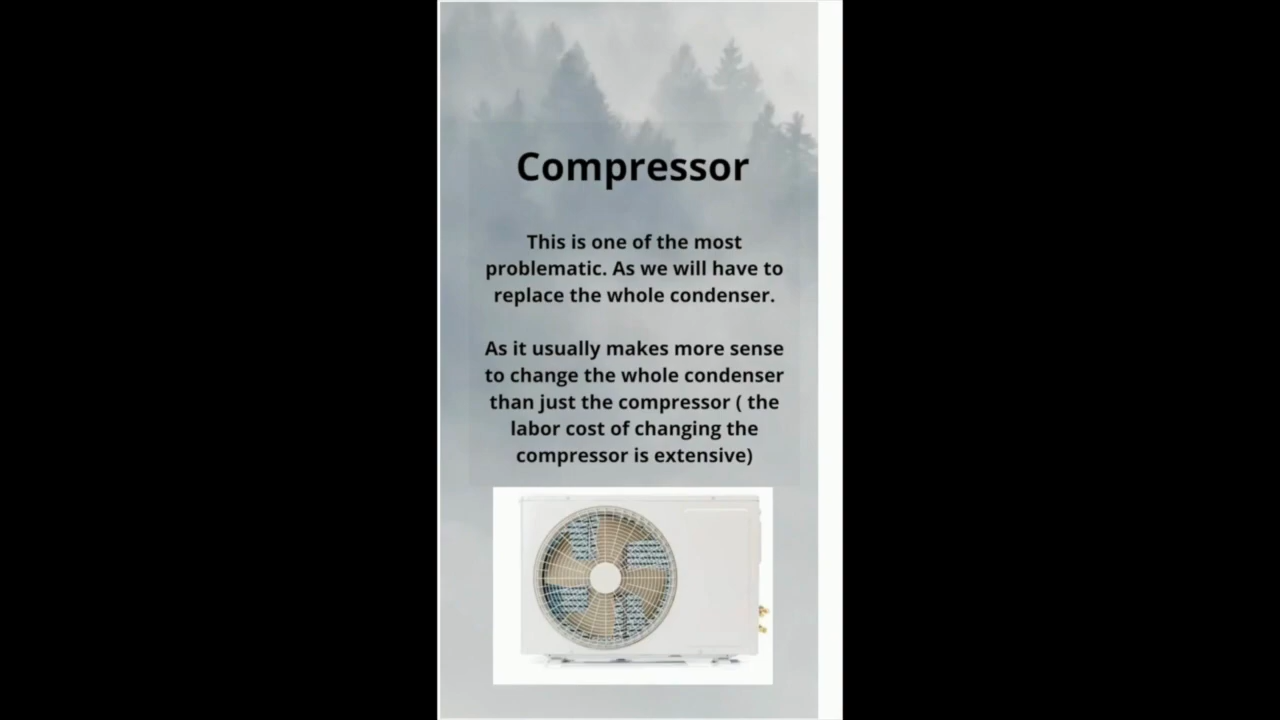 Compressor
This is one of the most
problematic. As we will have to
replace the whole condenser.
As it usually makes more sense
to change the whole condenser
than just the compressor ( the
labor cost of changing the
compressor is extensive)